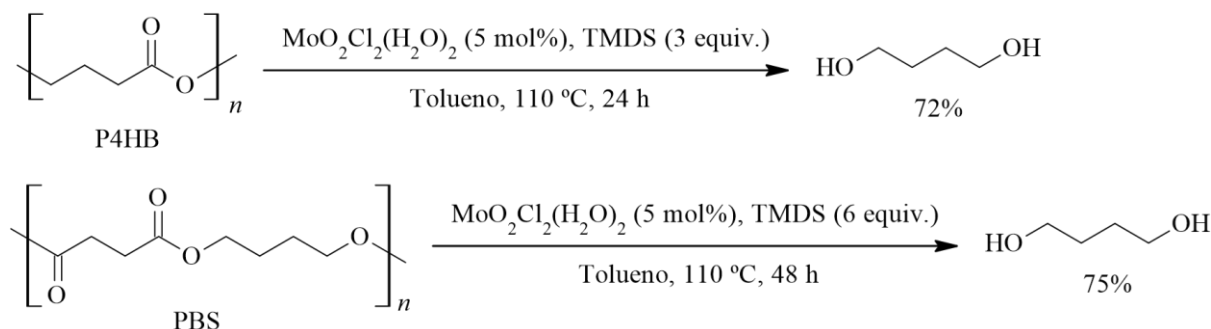 O
O
n
P4HB
MoO₂Cl₂(H₂O)₂ (5 mol%), TMDS (3 equiv.)
Tolueno, 110 ºC, 24 h
HO
OH
72%
O
O
O
O
n
PBS
MoO₂Cl₂(H₂O)₂ (5 mol%), TMDS (6 equiv.)
Tolueno, 110 ºC, 48 h
HO
OH
75%